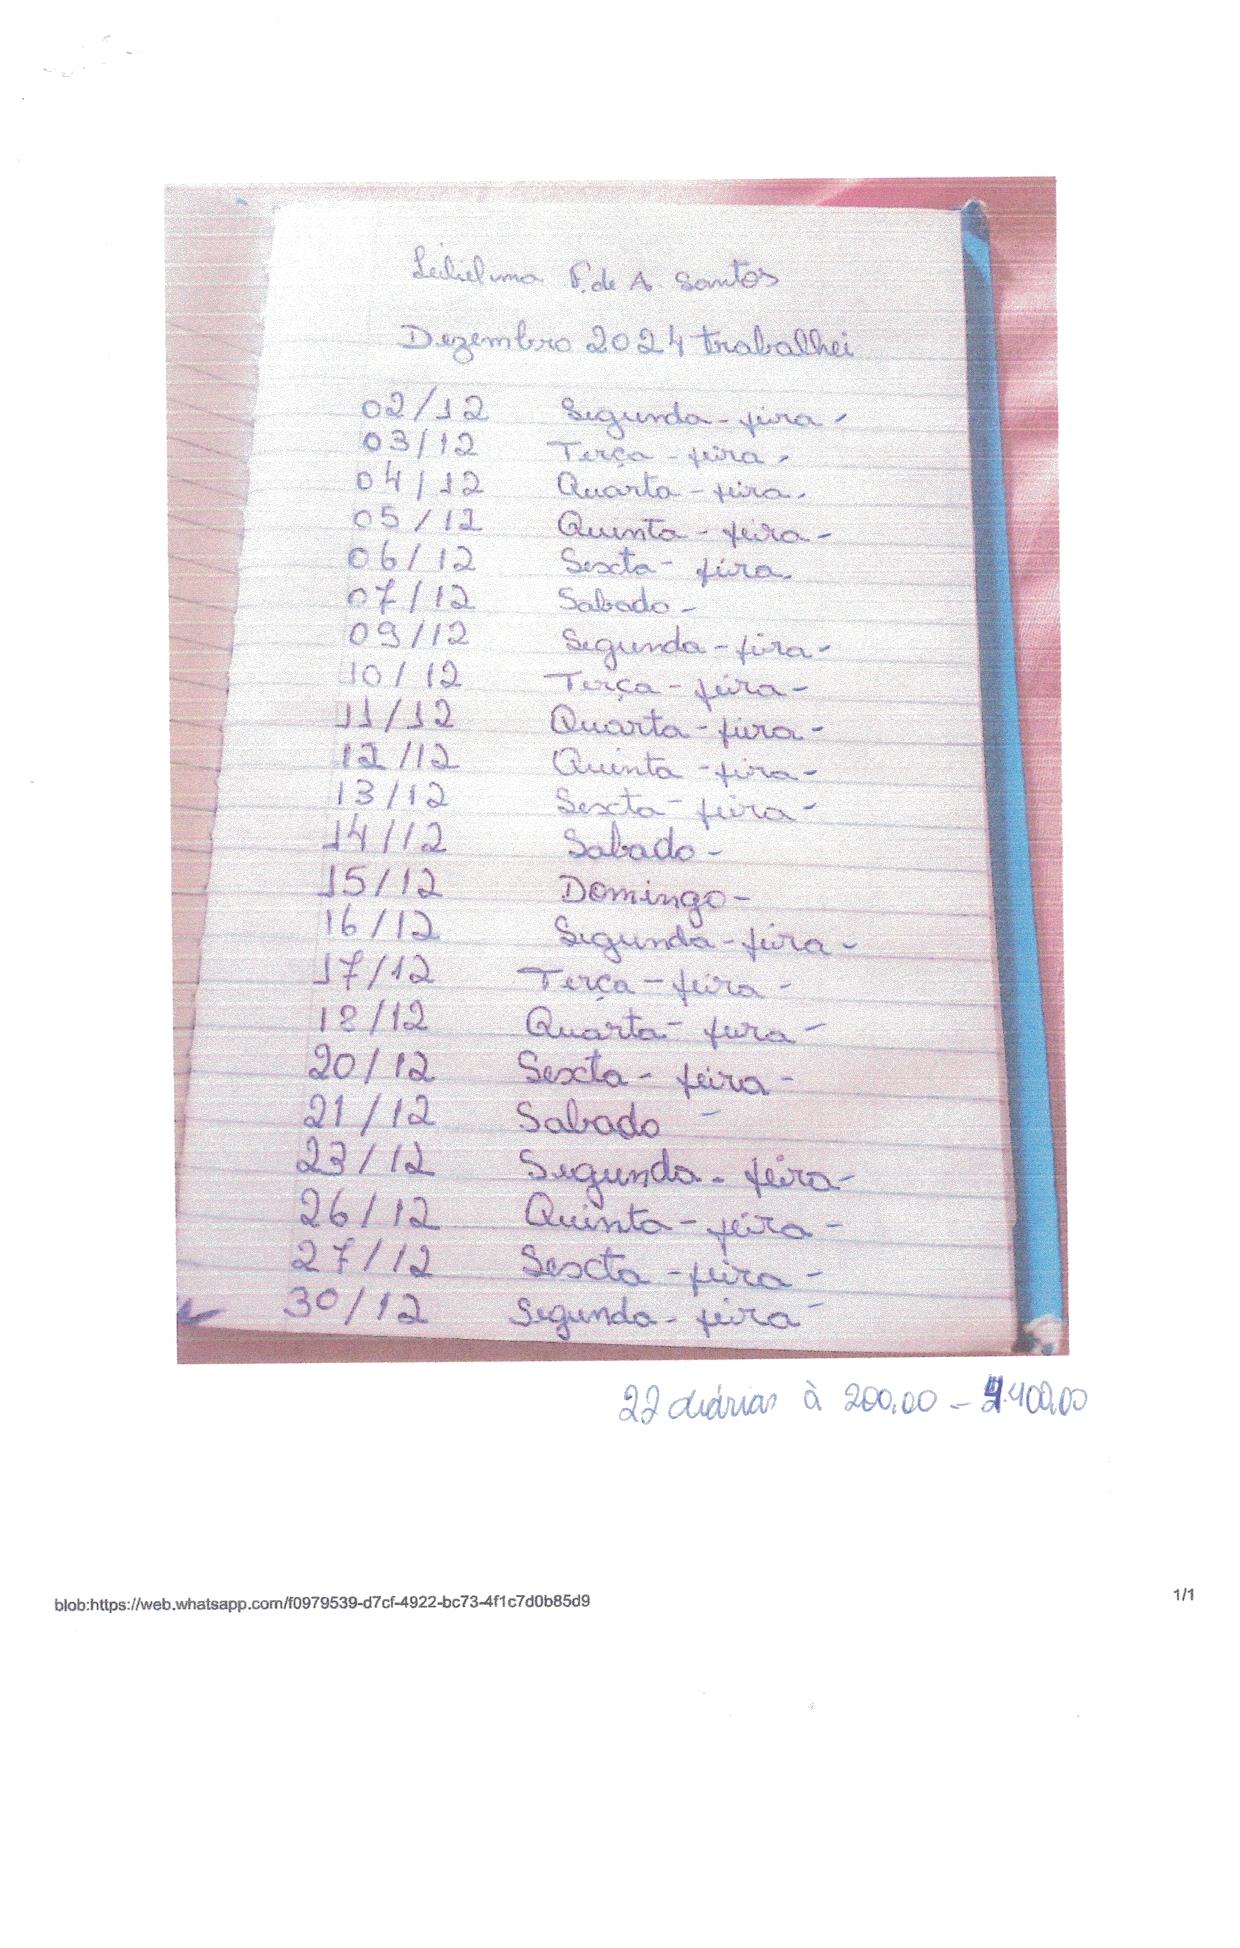 Leidielma F. de A. Santos
Dezembro 2024 trabalhei
02/12 Segunda-feira-
03/12 Terça-feira-
04/12 Quarta-feira-
05/12 Quinta-feira-
06/12 Sexta-feira-
07/12 Sabado-
09/12 Segunda-feira-
10/12 Terça-feira-
11/12 Quarta-feira-
12/12 Quinta-feira-
13/12 Sexta-feira-
14/12 Sabado-
15/12 Domingo-
16/12 Segunda-feira-
17/12 Terça-feira-
18/12 Quarta-feira-
20/12 Sexta-feira-
21/12 Sabado-
23/12 Segunda-feira-
26/12 Quinta-feira-
27/12 Sexta-feira-
30/12 Segunda-feira-
22 diárias à 200,00 - 4.400,00
blob:https://web.whatsapp.com/f0979539-d7cf-4922-bc73-4f1c7d0b85d9
1/1